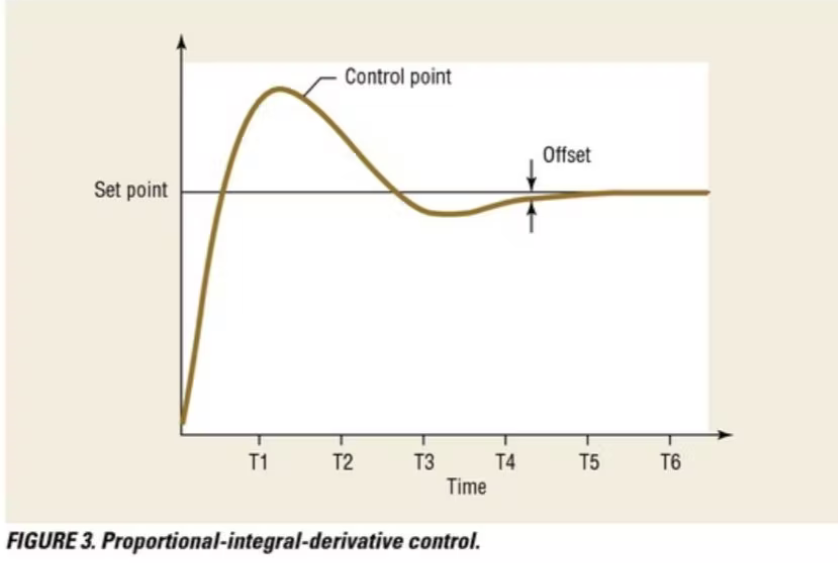 Control point
Offset
Set point
T1 T2 T3 T4 T5 T6
Time
FIGURE 3. Proportional-integral-derivative control.